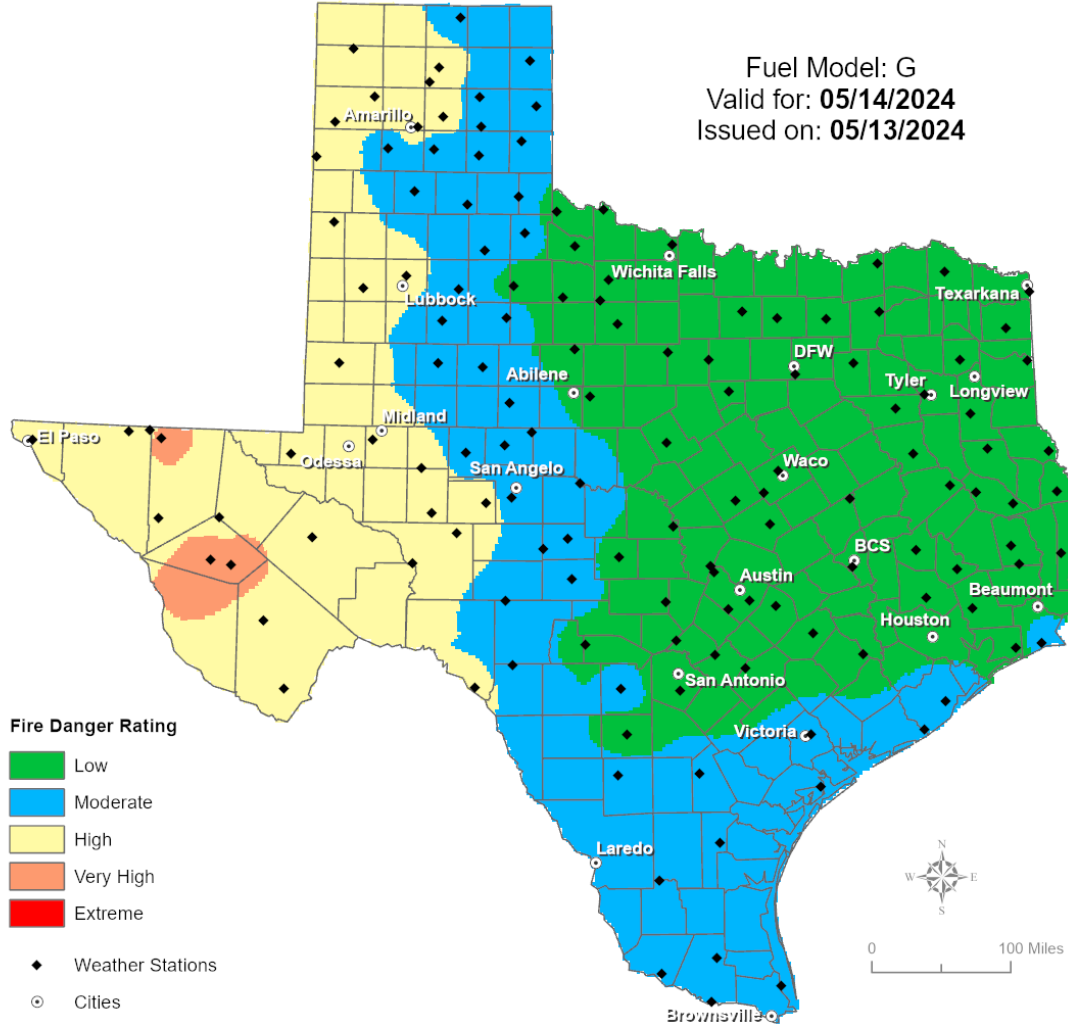 Fuel Model: G
Valid for: 05/14/2024
Issued on: 05/13/2024
Amarillo
Wichita Falls
Lubbock
Texarkana
DFW
Abilene
Tyler
Longview
Midland
El Paso
Odessa
San Angelo
Waco
BCS
Austin
Beaumont
Houston
San Antonio
Victoria
Laredo
Brownsville
Fire Danger Rating
Low
Moderate
High
Very High
Extreme
Weather Stations
Cities
N
W E
S
0 100 Miles